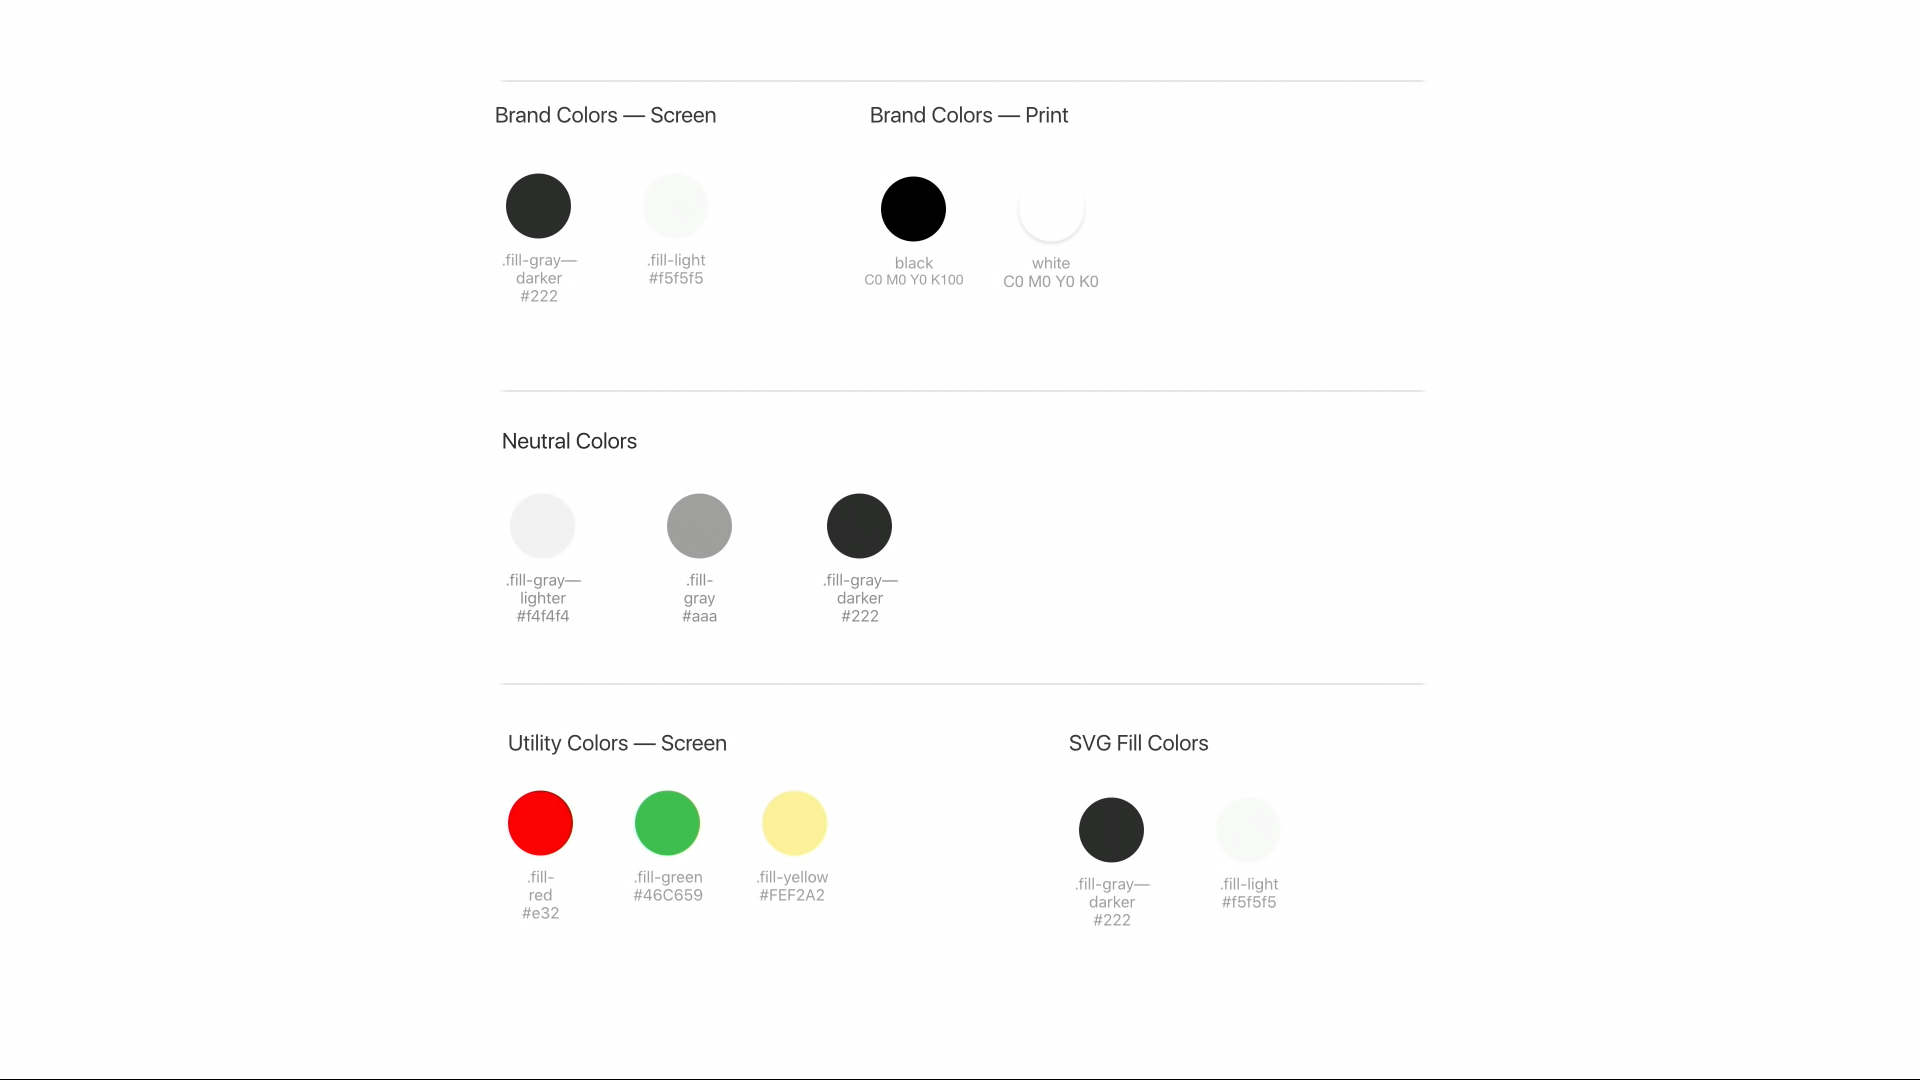 Brand Colors — Screen
.fill-gray—
darker
#222
.fill-light
#f5f5f5
Brand Colors — Print
black
C0 M0 Y0 K100
white
C0 M0 Y0 K0
Neutral Colors
.fill-gray—
lighter
#f4f4f4
.fill-
gray
#aaa
.fill-gray—
darker
#222
Utility Colors — Screen
.fill-
red
#e32
.fill-green
#46C659
.fill-yellow
#FEF2A2
SVG Fill Colors
.fill-gray—
darker
#222
.fill-light
#f5f5f5